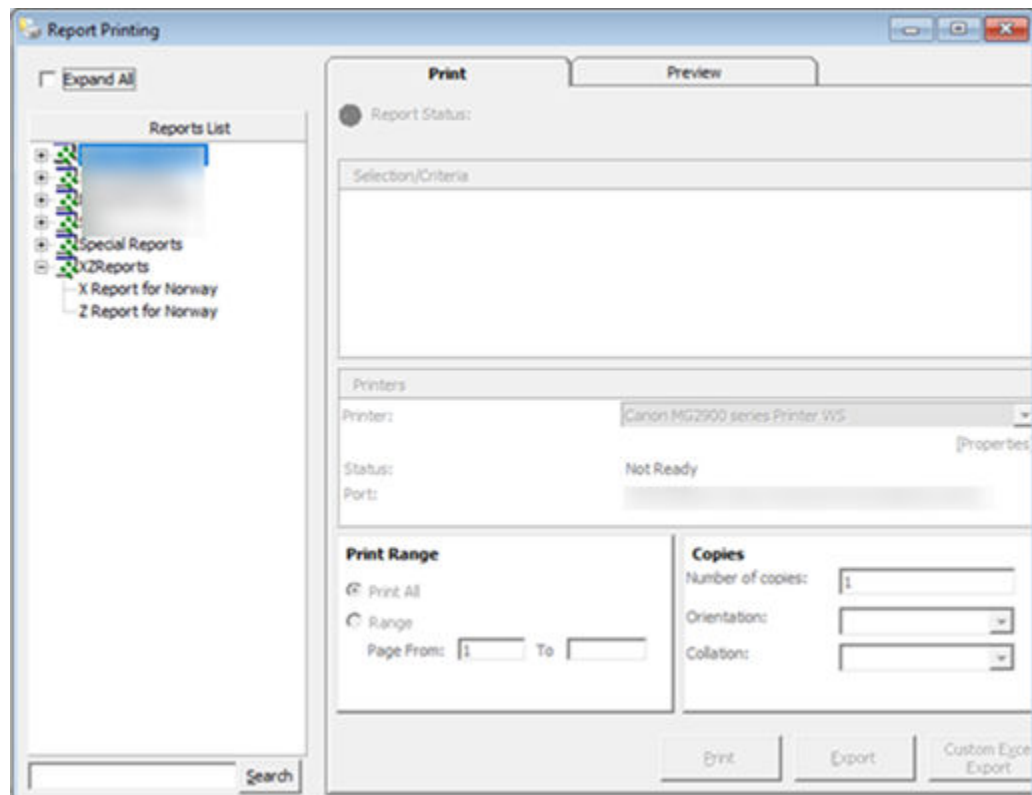 Report Printing
Expand All
Print
Preview
Report Status:
Reports List
Selection/Criteria
Special Reports
XZReports
X Report for Norway
Z Report for Norway
Printers
Printer:
Canon MG2900 series Printer WS
[Properties
Status:
Not Ready
Port:
Print Range
Print All
Range
Page From: 1 To
Copies
Number of copies: 1
Orientation:
Collation:
Search
Print
Export
Custom Exce
Export